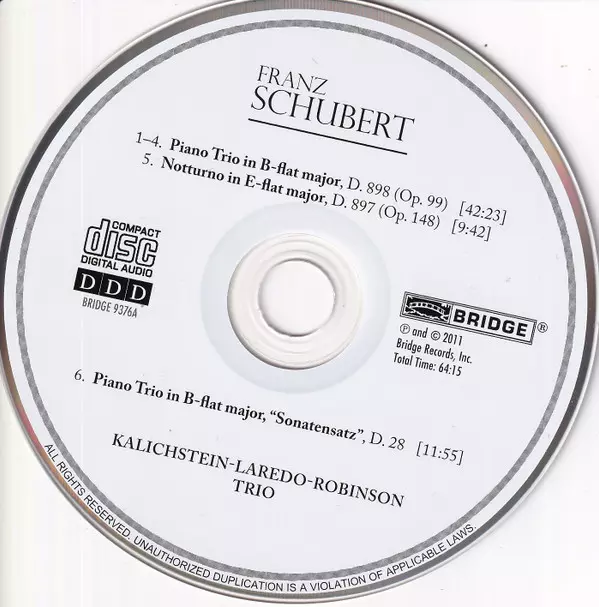 FRANZ
SCHUBERT
1–4. Piano Trio in B-flat major, D. 898 (Op. 99) [42:23]
5. Notturno in E-flat major, D. 897 (Op. 148) [9:42]
COMPACT
disc
DIGITAL AUDIO
DDD
BRIDGE 9376A
BRIDGE®
℗ and © 2011
Bridge Records, Inc.
Total Time: 64:15
6. Piano Trio in B-flat major, “Sonatensatz”, D. 28 [11:55]
KALICHSTEIN-LAREDO-ROBINSON
TRIO
ALL RIGHTS RESERVED. UNAUTHORIZED DUPLICATION IS A VIOLATION OF APPLICABLE LAWS.